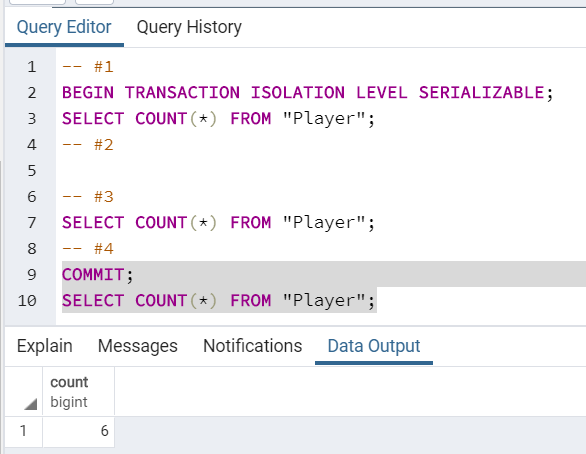 Query Editor Query History
1 -- #1
2 BEGIN TRANSACTION ISOLATION LEVEL SERIALIZABLE;
3 SELECT COUNT(*) FROM "Player";
4 -- #2
5
6 -- #3
7 SELECT COUNT(*) FROM "Player";
8 -- #4
9 COMMIT;
10 SELECT COUNT(*) FROM "Player";
Explain Messages Notifications Data Output
count
bigint
1 6